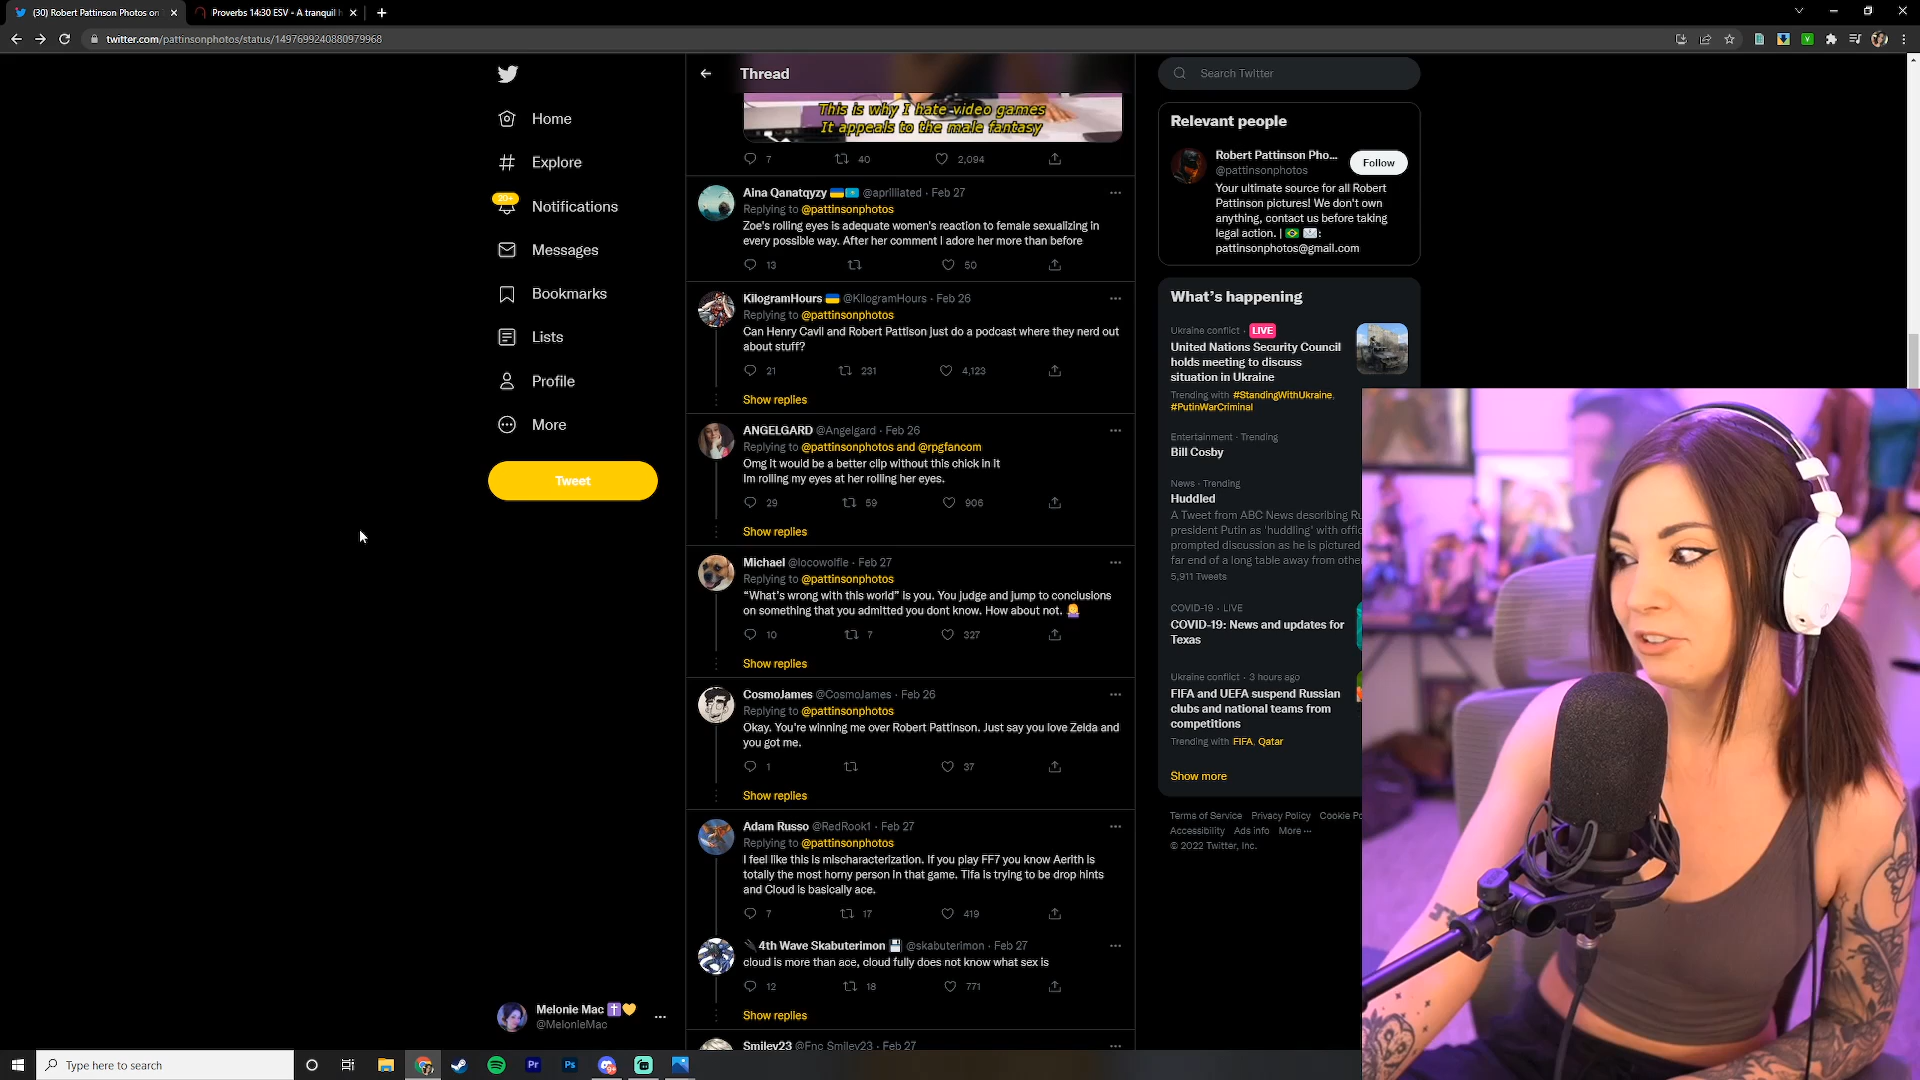 (30) Robert Pattinson Photos on
Proverbs 14:30 ESV - A tranquil h
twitter.com/pattinsonphotos/status/1497699240880979968
Home
Explore
20+
Notifications
Messages
Bookmarks
Lists
Profile
More
Tweet
Melonie Mac
@MelonieMac
Thread
This is why I hate video games
It appeals to the male fantasy
7 40 2,094
Aina Qanatqyzy @aprilliated · Feb 27
Replying to @pattinsonphotos
Zoe's rolling eyes is adequate women's reaction to female sexualizing in
every possible way. After her comment I adore her more than before
13 50
KilogramHours @KilogramHours · Feb 26
Replying to @pattinsonphotos
Can Henry Cavil and Robert Pattison just do a podcast where they nerd out
about stuff?
21 231 4,123
Show replies
ANGELGARD @Angelgard · Feb 26
Replying to @pattinsonphotos and @rpgfancom
Omg it would be a better clip without this chick in it
Im rolling my eyes at her rolling her eyes.
29 59 906
Show replies
Michael @locowolfie · Feb 27
Replying to @pattinsonphotos
“What's wrong with this world” is you. You judge and jump to conclusions
on something that you admitted you dont know. How about not.
10 7 327
Show replies
CosmoJames @CosmoJames · Feb 26
Replying to @pattinsonphotos
Okay. You're winning me over Robert Pattinson. Just say you love Zelda and
you got me.
1 37
Show replies
Adam Russo @RedRook1 · Feb 27
Replying to @pattinsonphotos
I feel like this is mischaracterization. If you play FF7 you know Aerith is
totally the most horny person in that game. Tifa is trying to be drop hints
and Cloud is basically ace.
7 17 419
4th Wave Skabuterimon @skabuterimon · Feb 27
cloud is more than ace, cloud fully does not know what sex is
12 18 771
Show replies
Smiley23 @Fnc_Smiley23 · Feb 27
Search Twitter
Relevant people
Robert Pattinson Pho...
@pattinsonphotos
Follow
Your ultimate source for all Robert
Pattinson pictures! We don't own
anything, contact us before taking
legal action. | :
pattinsonphotos@gmail.com
What's happening
Ukraine conflict · LIVE
United Nations Security Council
holds meeting to discuss
situation in Ukraine
Trending with #StandingWithUkraine,
#PutinWarCriminal
Entertainment · Trending
Bill Cosby
News · Trending
Huddled
A Tweet from ABC News describing Ru
president Putin as 'huddling' with offic
prompted discussion as he is pictured
far end of a long table away from othe
5,911 Tweets
COVID-19 · LIVE
COVID-19: News and updates for
Texas
Ukraine conflict · 3 hours ago
FIFA and UEFA suspend Russian
clubs and national teams from
competitions
Trending with FIFA, Qatar
Show more
Terms of Service Privacy Policy Cookie Po
Accessibility Ads info More ···
© 2022 Twitter, Inc.
Type here to search
Pr
Ps